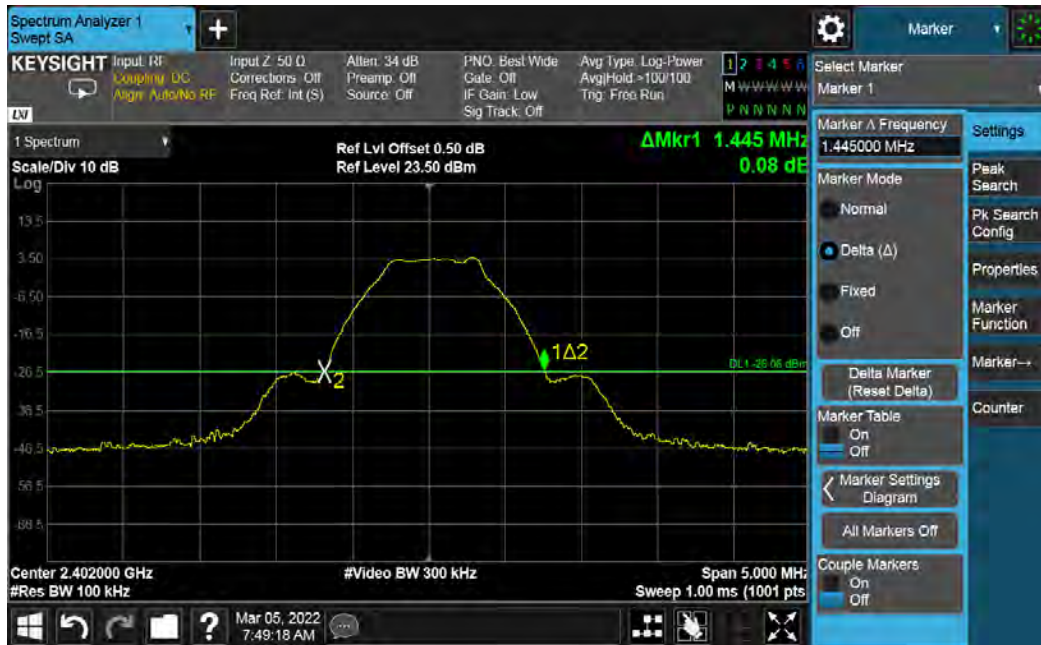 Spectrum Analyzer 1
Swept SA
+
Marker
KEYSIGHT
Input: RF
Coupling: DC
Align: Auto/No RF
Input Z: 50 Ω
Corrections: Off
Freq Ref: Int (S)
Atten: 34 dB
Preamp: Off
Source: Off
PNO: Best Wide
Gate: Off
IF Gain: Low
Sig Track: Off
Avg Type: Log-Power
Avg|Hold: >100/100
Trig: Free Run
1 2 3 4 5 6
M W W W W W
P N N N N N
LXI
Select Marker
Marker 1
1 Spectrum
Scale/Div 10 dB
Log
Ref Lvl Offset 0.50 dB
Ref Level 23.50 dBm
ΔMkr1 1.445 MHz
0.08 dB
13.5
3.50
-6.50
-16.5
-26.5
-36.5
-46.5
-56.5
-66.5
2
1Δ2
DL1 -26.06 dBm
Center 2.402000 GHz
#Res BW 100 kHz
#Video BW 300 kHz
Span 5.000 MHz
Sweep 1.00 ms (1001 pts
Marker Δ Frequency
1.445000 MHz
Marker Mode
Normal
Delta (Δ)
Fixed
Off
Delta Marker
(Reset Delta)
Marker Table
On
Off
Marker Settings
Diagram
All Markers Off
Couple Markers
On
Off
Settings
Peak
Search
Pk Search
Config
Properties
Marker
Function
Marker→
Counter
?
Mar 05, 2022
7:49:18 AM